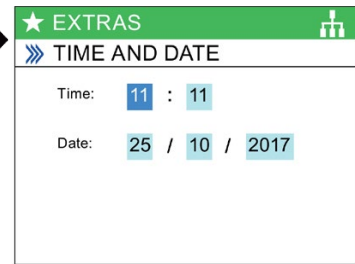 EXTRAS
TIME AND DATE
Time: 11 : 11
Date: 25 / 10 / 2017